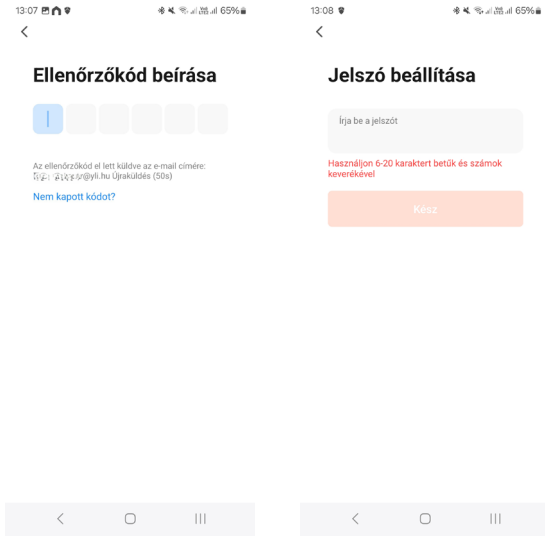 13:07
65%
Ellenőrzőkód beírása
Az ellenőrzőkód el lett küldve az e-mail címére:
@yli.hu Újraküldés (50s)
Nem kapott kódot?
13:08
65%
Jelszó beállítása
Írja be a jelszót
Használjon 6-20 karaktert betűk és számok
keverékével
Kész